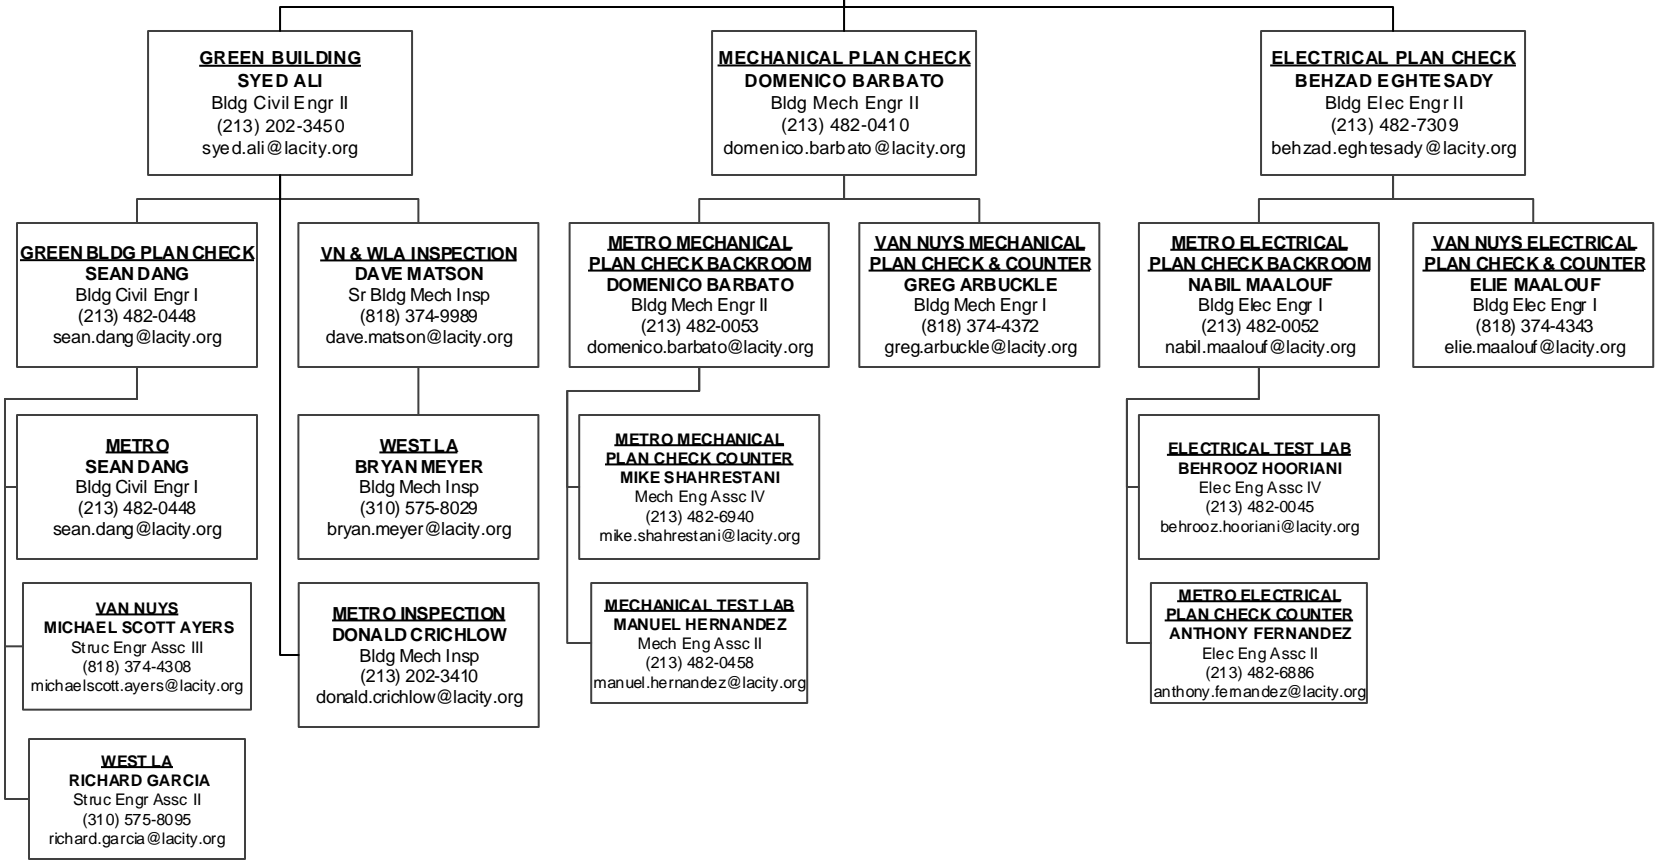 GREEN BUILDING
SYED ALI
Bldg Civil Engr II
(213) 202-3450
syed.ali@lacity.org
MECHANICAL PLAN CHECK
DOMENICO BARBATO
Bldg Mech Engr II
(213) 482-0410
domenico.barbato@lacity.org
ELECTRICAL PLAN CHECK
BEHZAD EGHTESADY
Bldg Elec Engr II
(213) 482-7309
behzad.eghtesady@lacity.org
GREEN BLDG PLAN CHECK
SEAN DANG
Bldg Civil Engr I
(213) 482-0448
sean.dang@lacity.org
VN & WLA INSPECTION
DAVE MATSON
Sr Bldg Mech Insp
(818) 374-9989
dave.matson@lacity.org
METRO MECHANICAL
PLAN CHECK BACKROOM
DOMENICO BARBATO
Bldg Mech Engr II
(213) 482-0053
domenico.barbato@lacity.org
VAN NUYS MECHANICAL
PLAN CHECK & COUNTER
GREG ARBUCKLE
Bldg Mech Engr I
(818) 374-4372
greg.arbuckle@lacity.org
METRO ELECTRICAL
PLAN CHECK BACKROOM
NABIL MAALOUF
Bldg Elec Engr I
(213) 482-0052
nabil.maalouf@lacity.org
VAN NUYS ELECTRICAL
PLAN CHECK & COUNTER
ELIE MAALOUF
Bldg Elec Engr I
(818) 374-4343
elie.maalouf@lacity.org
METRO
SEAN DANG
Bldg Civil Engr I
(213) 482-0448
sean.dang@lacity.org
WEST LA
BRYAN MEYER
Bldg Mech Insp
(310) 575-8029
bryan.meyer@lacity.org
METRO MECHANICAL
PLAN CHECK COUNTER
MIKE SHAHRESTANI
Mech Eng Assc IV
(213) 482-6940
mike.shahrestani@lacity.org
ELECTRICAL TEST LAB
BEHROOZ HOORIANI
Elec Eng Assc IV
(213) 482-0045
behrooz.hooriani@lacity.org
VAN NUYS
MICHAEL SCOTT AYERS
Struc Engr Assc III
(818) 374-4308
michaelscott.ayers@lacity.org
METRO INSPECTION
DONALD CRICHLOW
Bldg Mech Insp
(213) 202-3410
donald.crichlow@lacity.org
MECHANICAL TEST LAB
MANUEL HERNANDEZ
Mech Eng Assc II
(213) 482-0458
manuel.hernandez@lacity.org
METRO ELECTRICAL
PLAN CHECK COUNTER
ANTHONY FERNANDEZ
Elec Eng Assc II
(213) 482-6886
anthony.fernandez@lacity.org
WEST LA
RICHARD GARCIA
Struc Engr Assc II
(310) 575-8095
richard.garcia@lacity.org